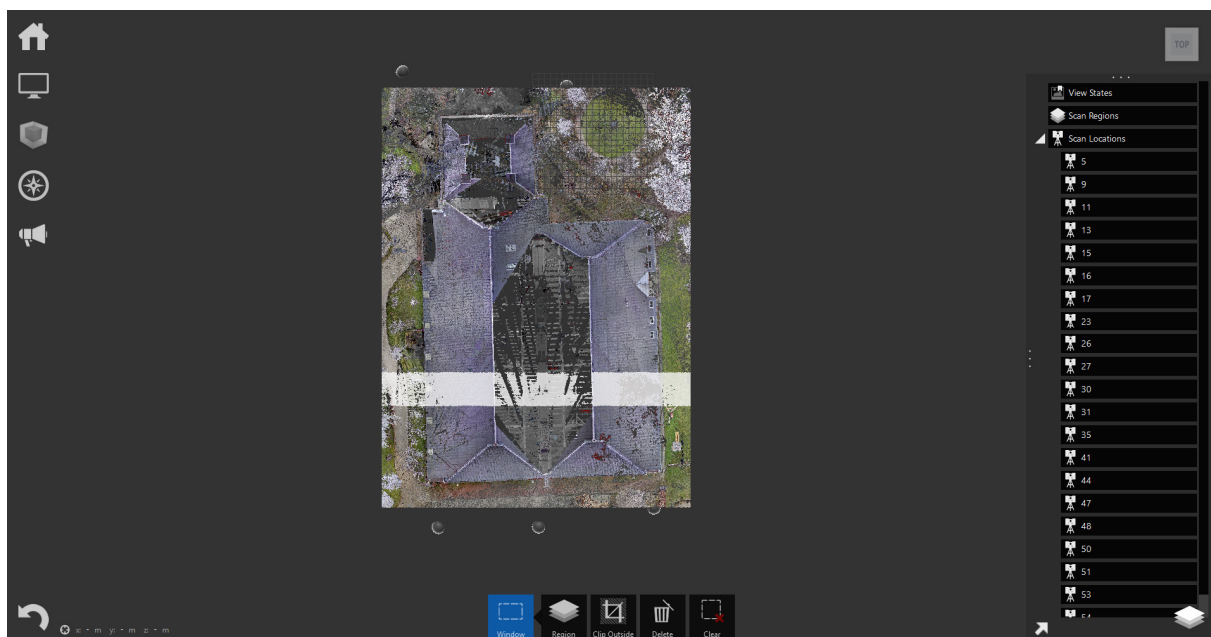 TOP
View States
Scan Regions
Scan Locations
5
9
11
13
15
16
17
23
26
27
30
31
35
41
44
47
48
50
51
53
54
x: - m y: - m z: - m
Window
Region
Clip Outside
Delete
Clear